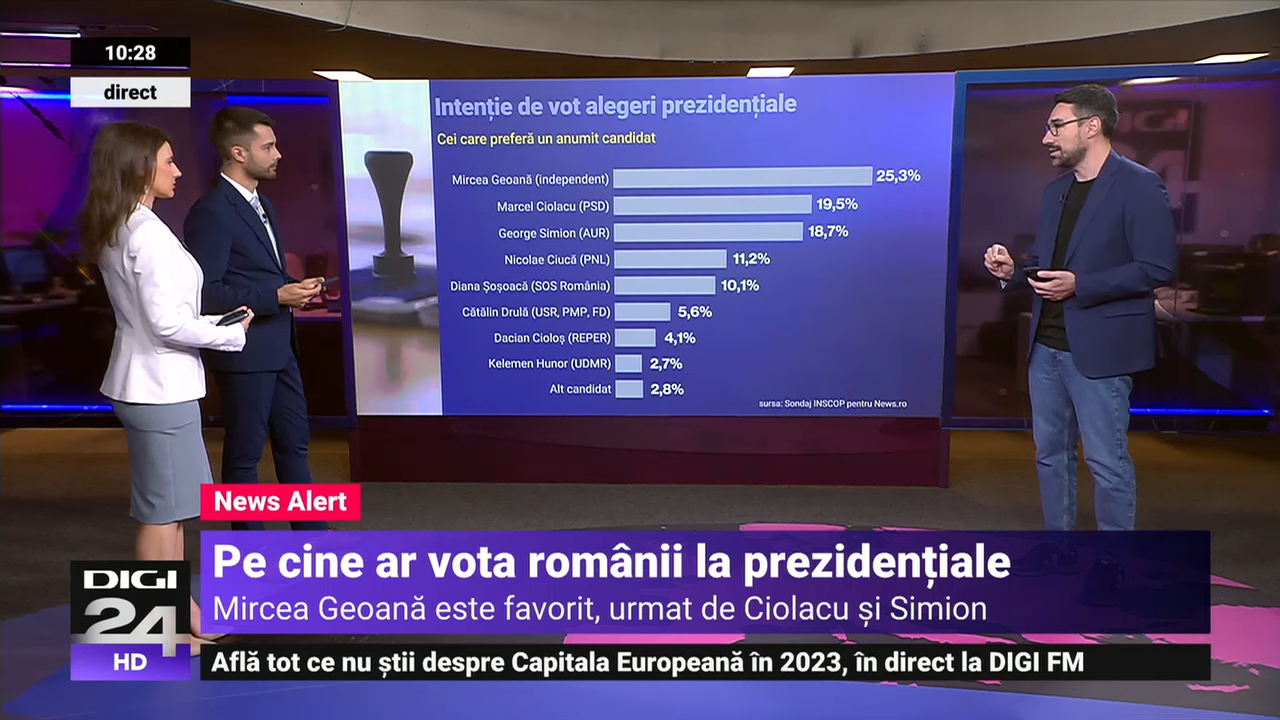 10:28
direct
Intenție de vot alegeri prezidențiale
Cei care preferă un anumit candidat
Mircea Geoană (independent) 25,3%
Marcel Ciolacu (PSD) 19,5%
George Simion (AUR) 18,7%
Nicolae Ciucă (PNL) 11,2%
Diana Șoșoacă (SOS România) 10,1%
Cătălin Drulă (USR, PMP, FD) 5,6%
Dacian Cioloș (REPER) 4,1%
Kelemen Hunor (UDMR) 2,7%
Alt candidat 2,8%
sursa: Sondaj INSCOP pentru News.ro
DIGI
24
News Alert
Pe cine ar vota românii la prezidențiale
Mircea Geoană este favorit, urmat de Ciolacu și Simion
DIGI
24
HD
Află tot ce nu știi despre Capitala Europeană în 2023, în direct la DIGI FM